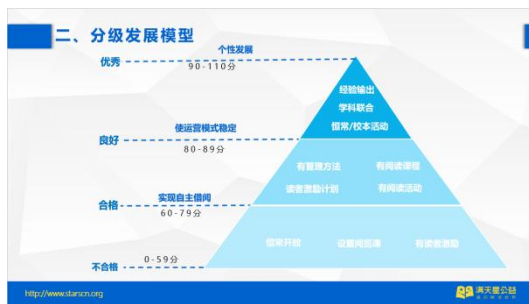 二、分级发展模型
优秀
个性发展
90-110分
经验输出
学科联合
恒常/校本活动
良好
使运营模式稳定
80-89分
有管理方法 有阅读课程
读者激励计划 有阅读活动
合格
实现自主借阅
60-79分
恒常开放 设置阅览课 有读者激励
不合格
0-59分
http://www.starscn.org
满天星公益